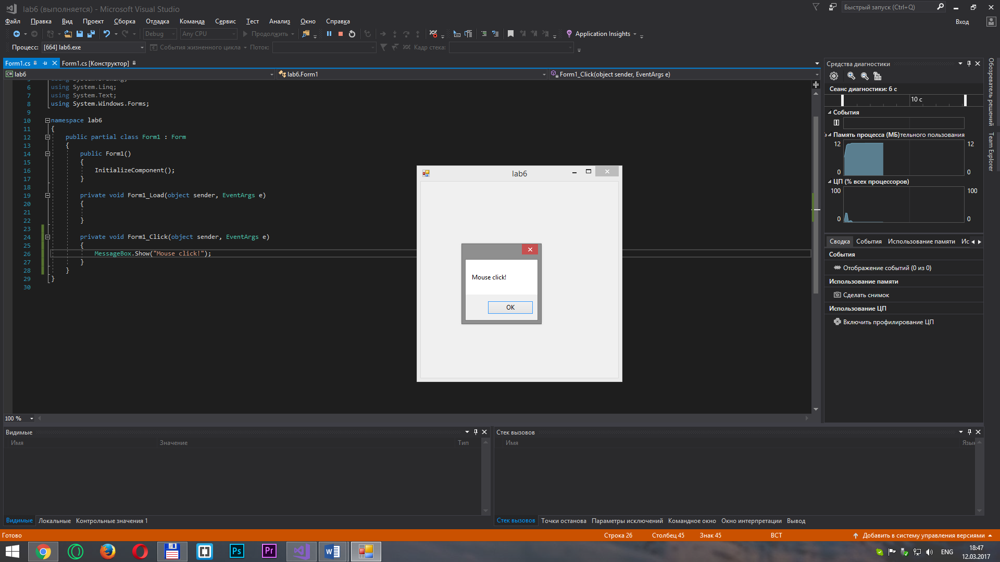 lab6 (выполняется) - Microsoft Visual Studio
Быстрый запуск (Ctrl+Q)
Файл Правка Вид Проект Сборка Отладка Команда Сервис Тест Анализ Окно Справка
Вход
Debug Any CPU Продолжить Application Insights
Процесс: [664] lab6.exe События жизненного цикла Поток: Кадр стека:
Form1.cs Form1.cs [Конструктор]
lab6 lab6.Form1 Form1_Click(object sender, EventArgs e)
5 using System.Drawing;
6 using System.Linq;
7 using System.Text;
8 using System.Windows.Forms;
9
10 namespace lab6
11 {
12 public partial class Form1 : Form
13 {
14 public Form1()
15 {
16 InitializeComponent();
17 }
18
19 private void Form1_Load(object sender, EventArgs e)
20 {
21
22 }
23
24 private void Form1_Click(object sender, EventArgs e)
25 {
26 MessageBox.Show("Mouse click!");
27 }
28 }
29 }
30
100 %
lab6
Mouse click!
OK
Средства диагностики
Сеанс диагностики: 6 с
10 с
События
Память процесса (МБ)тельного пользования
12 12
0 0
ЦП (% всех процессоров)
100 100
0 0
Сводка События Использование памяти Ис
События
Отображение событий (0 из 0)
Использование памяти
Сделать снимок
Использование ЦП
Включить профилирование ЦП
Обозреватель решений
Team Explorer
Видимые
Имя Значение Тип
Видимые Локальные Контрольные значения 1
Стек вызовов
Имя Язык
Стек вызовов Точки останова Параметры исключений Командное окно Окно интерпретации Вывод
Готово Строка 26 Столбец 45 Знак 45 ВСТ Добавить в систему управления версиями
Ps Pr
ENG
18:47
12.03.2017